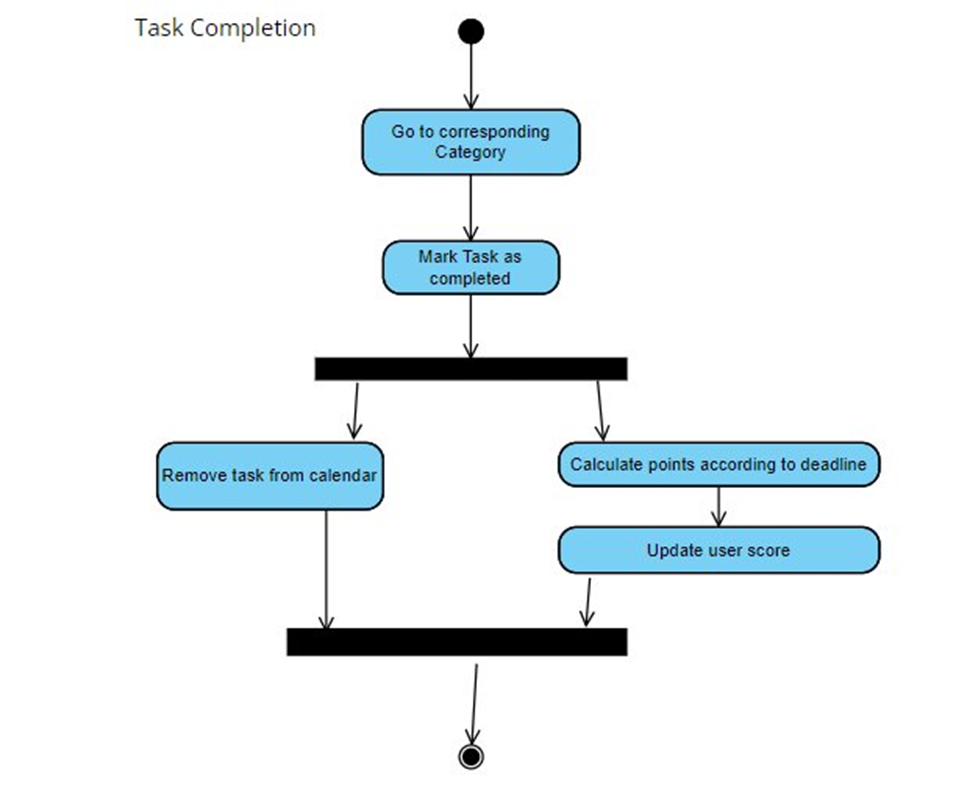 Task Completion
Go to corresponding
Category
Mark Task as
completed
Remove task from calendar
Calculate points according to deadline
Update user score